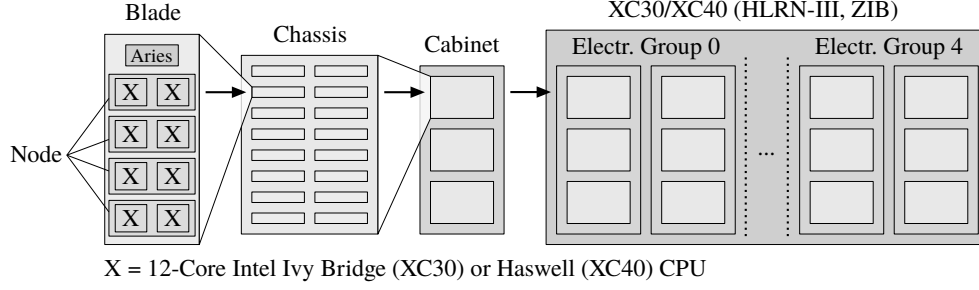 XC30/XC40 (HLRN-III, ZIB)
Blade
Chassis
Cabinet
Electr. Group 0
Electr. Group 4
Aries
X X
X X
Node
X X
X X
...
X = 12-Core Intel Ivy Bridge (XC30) or Haswell (XC40) CPU